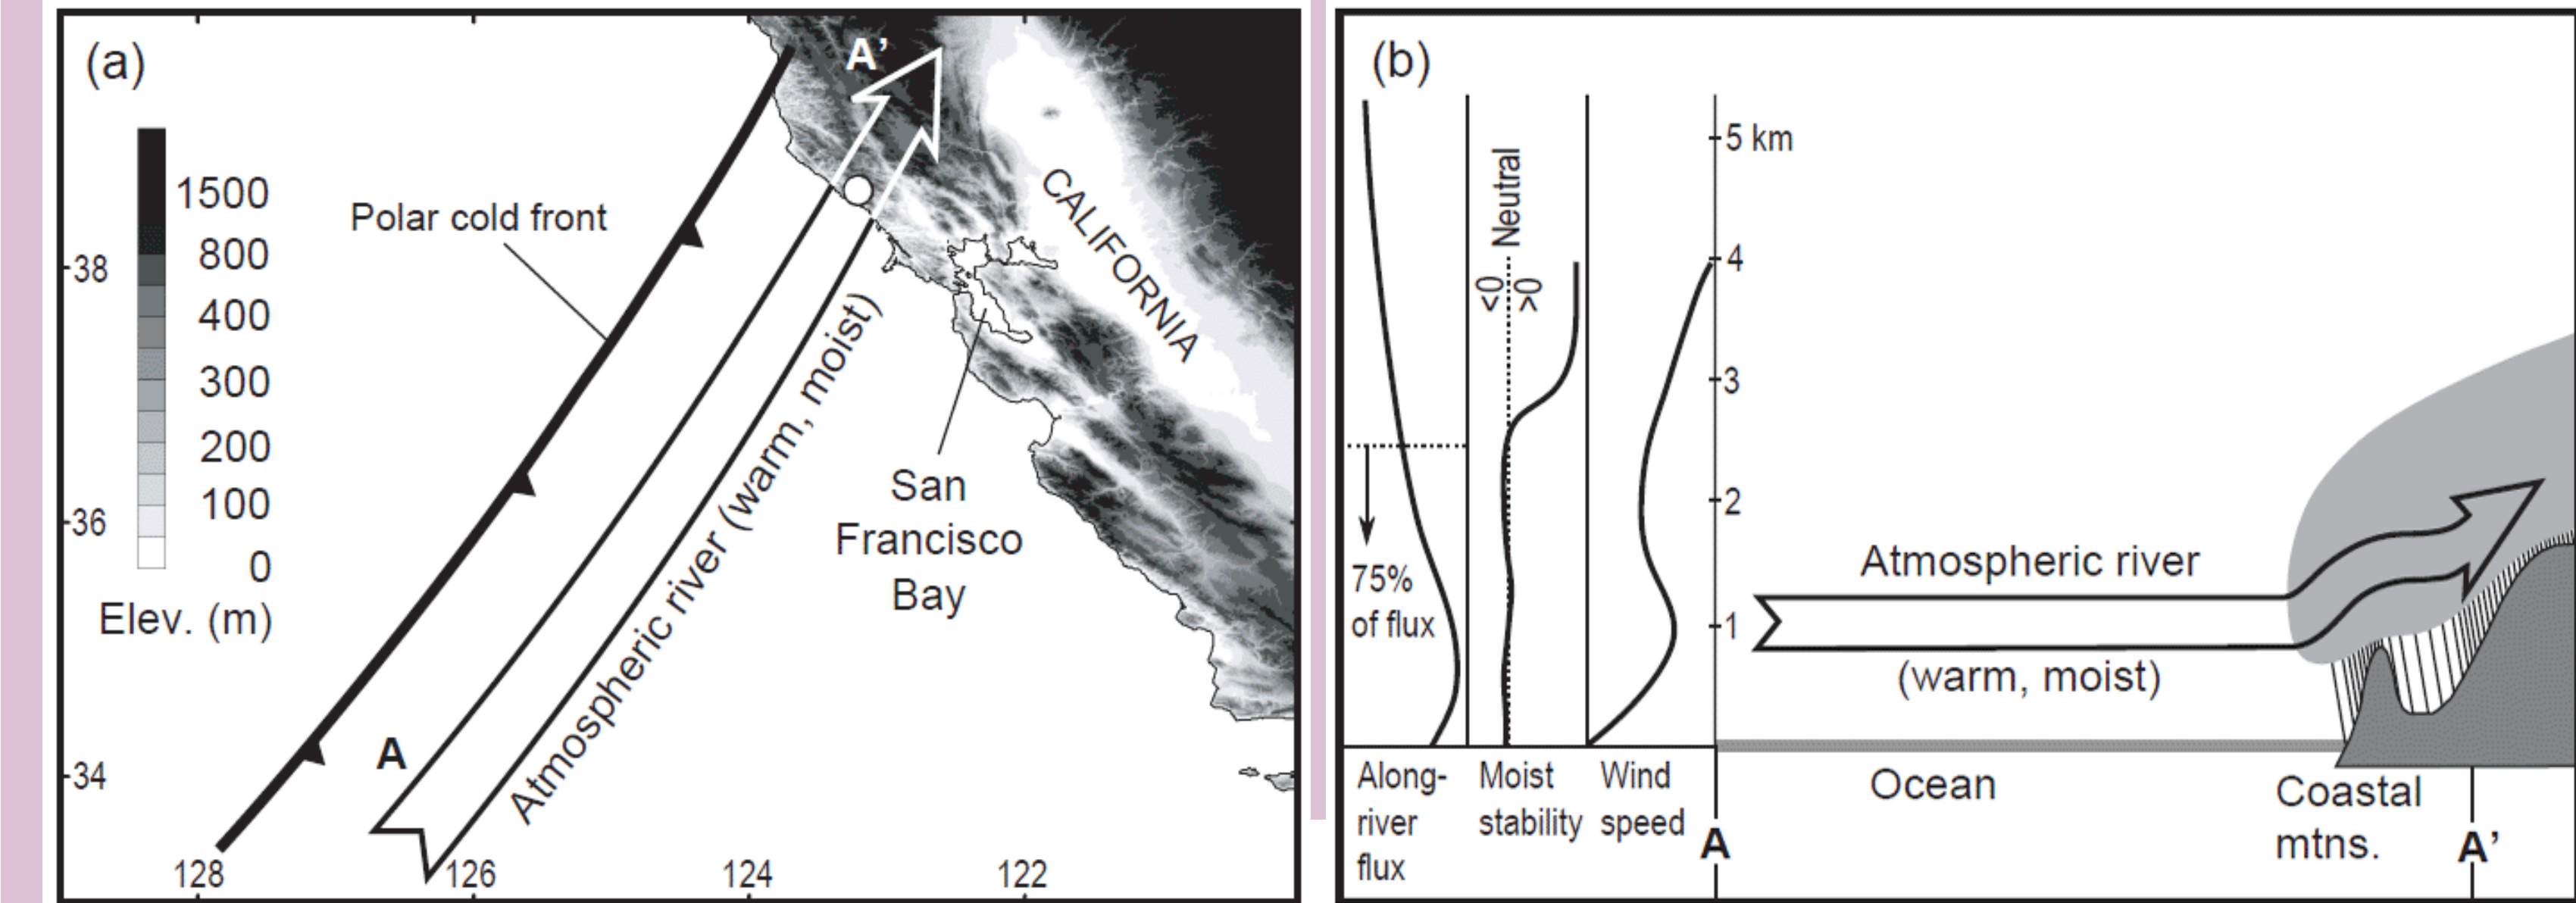 (a)
A'
1500
800
400
300
200
100
0
Elev. (m)
Polar cold front
CALIFORNIA
38
36
34
San
Francisco
Bay
Atmospheric river (warm, moist)
A
128
126
124
122
(b)
5 km
4
3
2
1
Neutral
<0
>0
75%
of flux
Along-
river
flux
Moist
stability
Wind
speed
Atmospheric river
(warm, moist)
Ocean
Coastal
mtns.
A
A'